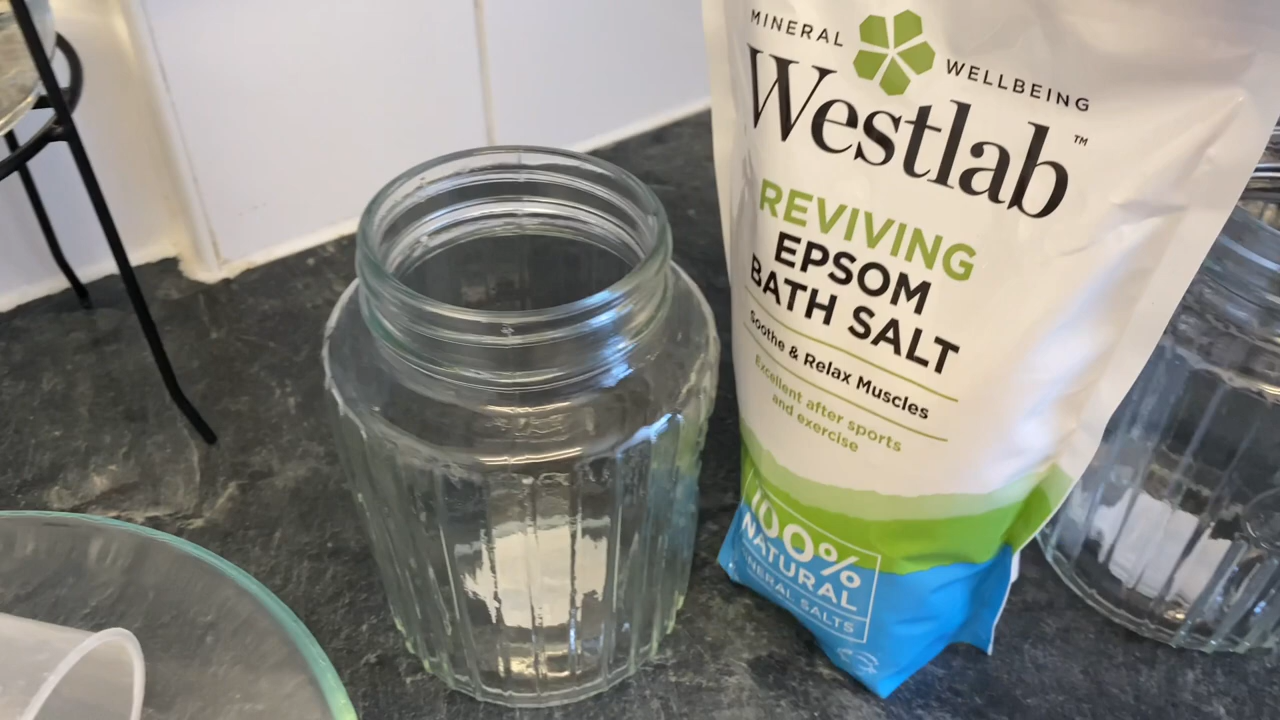 MINERAL WELLBEING
Westlab™
REVIVING
EPSOM
BATH SALT
Soothe & Relax Muscles
Excellent after sports
and exercise
100%
NATURAL
MINERAL SALTS